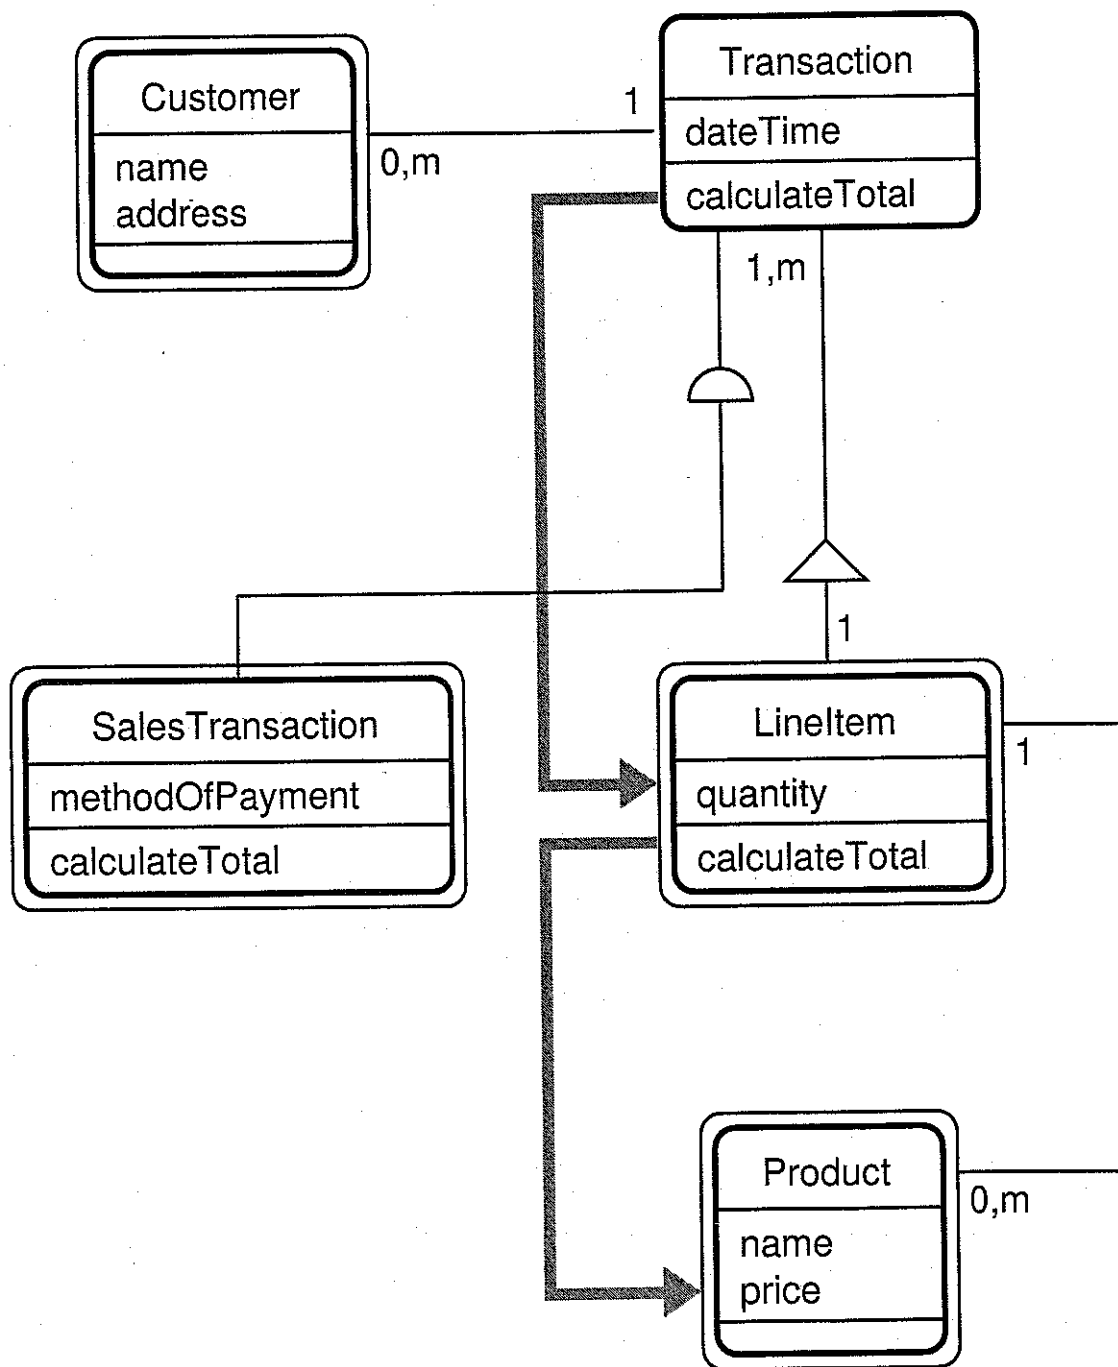 Customer
name
address
Transaction
dateTime
calculateTotal
1
0,m
1,m
1
SalesTransaction
methodOfPayment
calculateTotal
LineItem
quantity
calculateTotal
1
Product
name
price
0,m